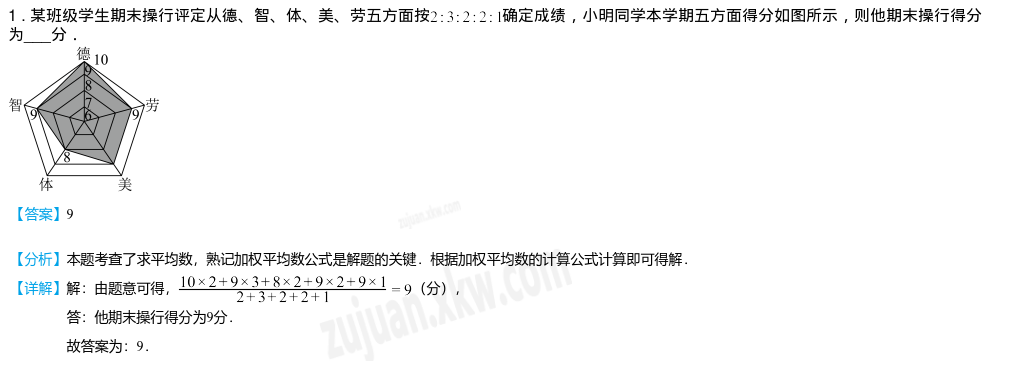 1．某班级学生期末操行评定从德、智、体、美、劳五方面按2:3:2:2:1确定成绩，小明同学本学期五方面得分如图所示，则他期末操行得分
为____分．
德
10
9
8
7
6
智
9
劳
9
8
体
美
【答案】9
zujuan.xkw.com
【分析】本题考查了求平均数，熟记加权平均数公式是解题的关键．根据加权平均数的计算公式计算即可得解．
【详解】解：由题意可得，(10×2+9×3+8×2+9×2+9×1)/(2+3+2+2+1)=9（分），
答：他期末操行得分为9分．
故答案为：9．
zujuan.xkw.com